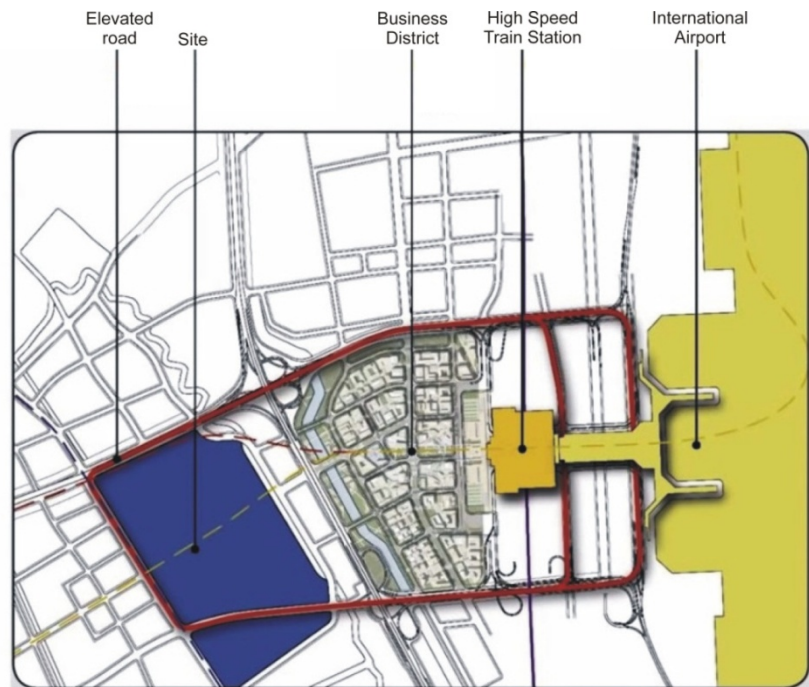 Elevated
road
Site
Business
District
High Speed
Train Station
International
Airport